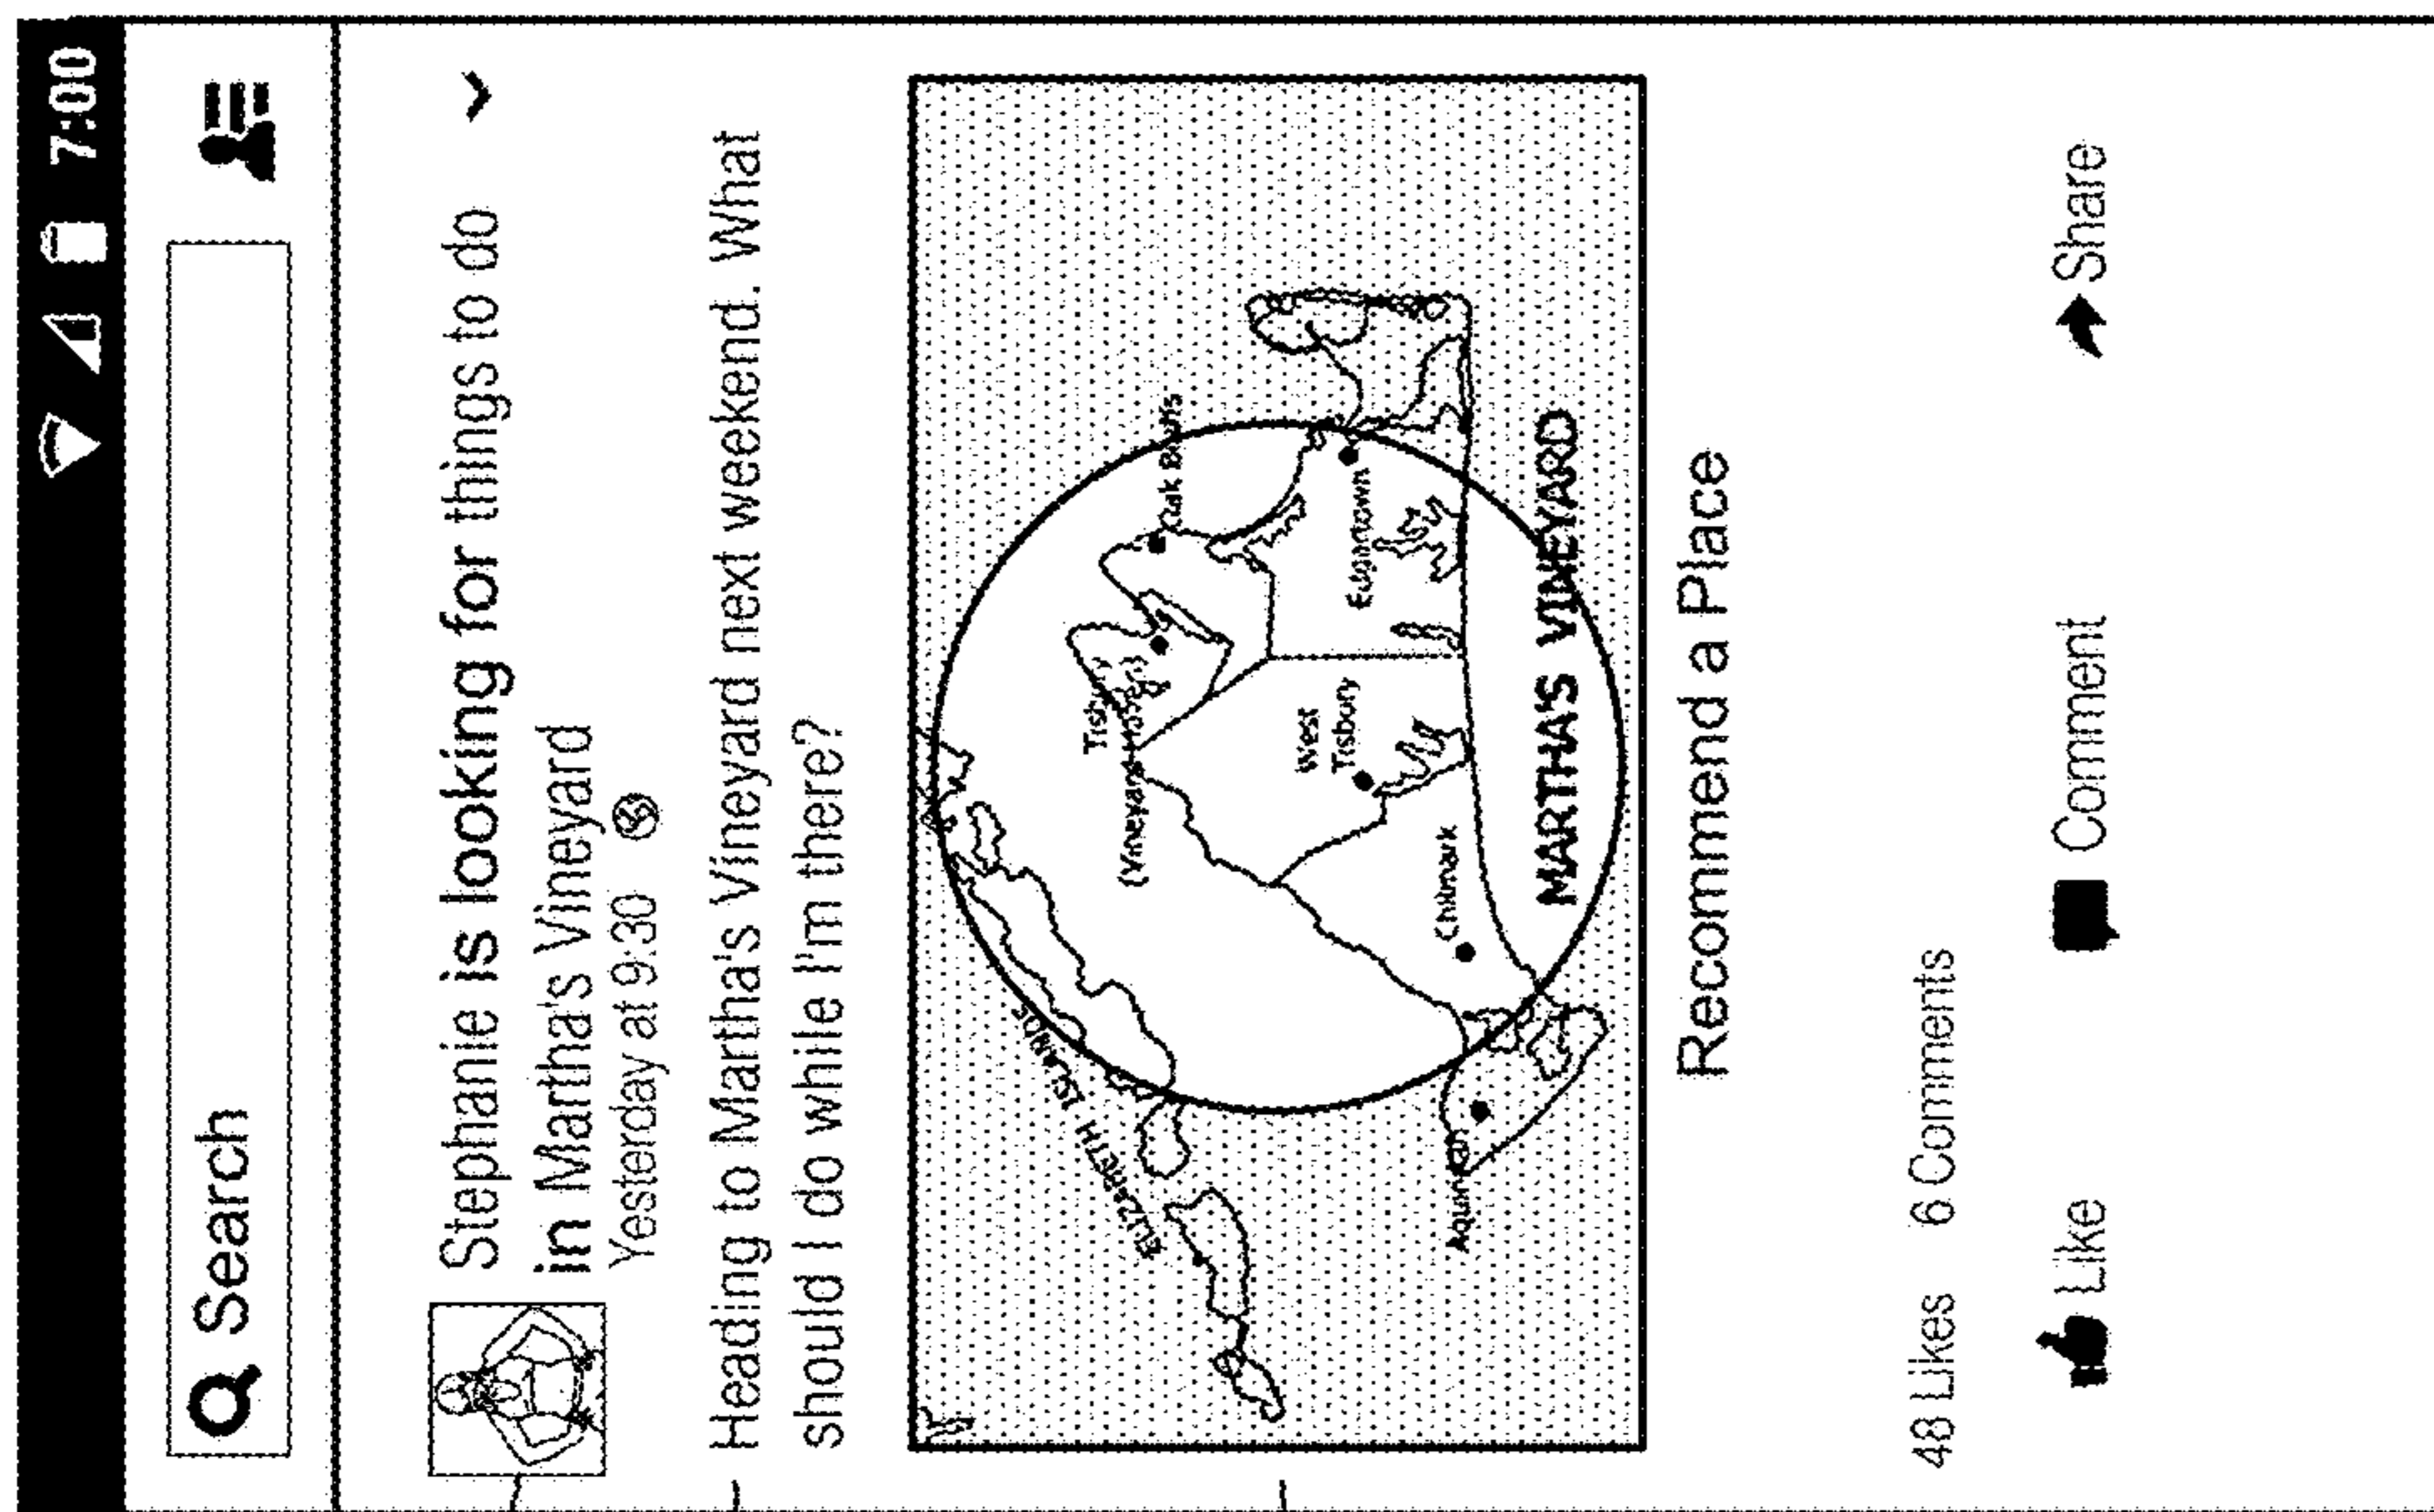 7:00
Search
Stephanie is looking for things to do
in Martha's Vineyard
Yesterday at 9:30
Heading to Martha's Vineyard next weekend. What
should I do while I'm there?
ELIZABETH ISLANDS
Tisbury
(Vineyard Haven)
Oak Bluffs
Edgartown
West
Tisbury
Chilmark
Aquinnah
MARTHA'S VINEYARD
Recommend a Place
48 Likes 6 Comments
Like Comment Share